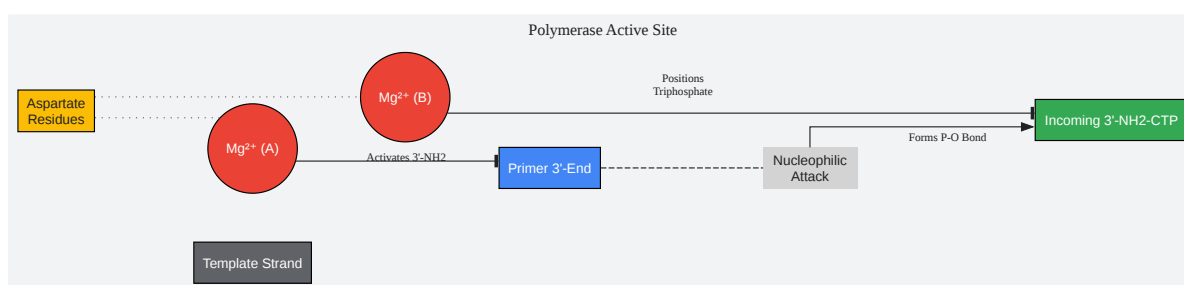 Polymerase Active Site
Aspartate
Residues
Mg²⁺ (B)
Mg²⁺ (A)
Positions
Triphosphate
Incoming 3'-NH2-CTP
Activates 3'-NH2
Primer 3'-End
Nucleophilic
Attack
Forms P-O Bond
Template Strand